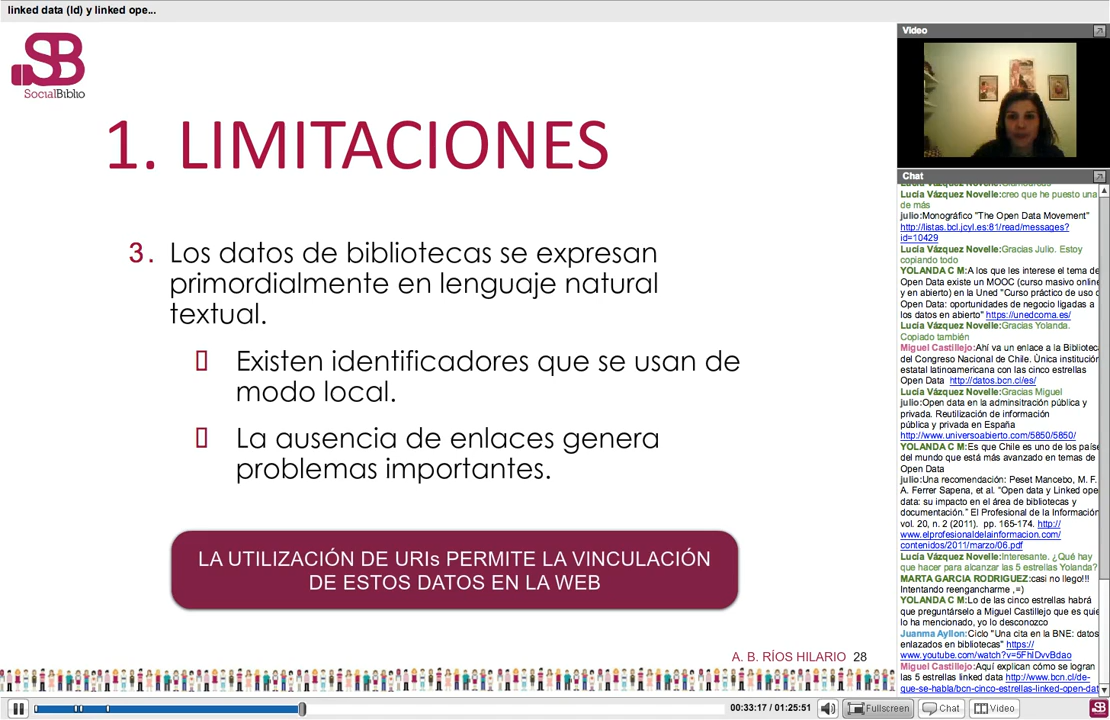 linked data (ld) y linked ope...
SB
SocialBiblio
1. LIMITACIONES
3. Los datos de bibliotecas se expresan
primordialmente en lenguaje natural
textual.
Existen identificadores que se usan de
modo local.
La ausencia de enlaces genera
problemas importantes.
LA UTILIZACIÓN DE URIs PERMITE LA VINCULACIÓN
DE ESTOS DATOS EN LA WEB
A. B. RÍOS HILARIO 28
Video
Chat
Lucía Vázquez Novelle:
Lucía Vázquez Novelle:creo que he puesto una
de más
julio:Monográfico "The Open Data Movement"
http://listas.bcl.jcyl.es:81/read/messages?
id=10429
Lucía Vázquez Novelle:Gracias Julio. Estoy
copiando todo
YOLANDA C M:A los que les interese el tema de
Open Data existe un MOOC (curso masivo online
y en abierto) en la Uned "Curso práctico de uso d
Open Data: oportunidades de negocio ligadas a
los datos en abierto" https://unedcoma.es/
Lucía Vázquez Novelle:Gracias Yolanda.
Copiado también
Miguel Castillejo:Ahí va un enlace a la Bibliotec
del Congreso Nacional de Chile. Ùnica institución
estatal latinoamericana con las cinco estrellas
Open Data http://datos.bcn.cl/es/
Lucía Vázquez Novelle:Gracias Miguel
julio:Open data en la adminsitración pública y
privada. Reutilización de información
pública y privada en España
http://www.universoabierto.com/5850/5850/
YOLANDA C M:Es que Chile es uno de los paíse
del mundo que está más avanzado en temas de
Open Data
julio:Una recomendación: Peset Mancebo, M. F.
A. Ferrer Sapena, et al. "Open data y Linked ope
data: su impacto en el área de bibliotecas y
documentación." El Profesional de la Información
vol. 20, n. 2 (2011). pp. 165-174. http://
www.elprofesionaldelainformacion.com/
contenidos/2011/marzo/06.pdf
Lucía Vázquez Novelle:Interesante. ¿Qué hay
que hacer para alcanzar las 5 estrellas Yolanda?
MARTA GARCIA RODRIGUEZ:casi no llego!!!
Intentando reengancharme ,=)
YOLANDA C M:Lo de las cinco estrellas habrá
que preguntárselo a Miguel Castillejo que es quie
lo ha mencionado, yo lo desconozco
Juanma Ayllon:Ciclo "Una cita en la BNE: datos
enlazados en bibliotecas" https://
www.youtube.com/watch?v=5FhIDvvBdao
Miguel Castillejo:Aquí explican cómo se logran
las 5 estrellas linked data http://www.bcn.cl/de-
que-se-habla/bcn-cinco-estrellas-linked-open-dat
00:33:17 / 01:25:51
Fullscreen
Chat
Video
SB